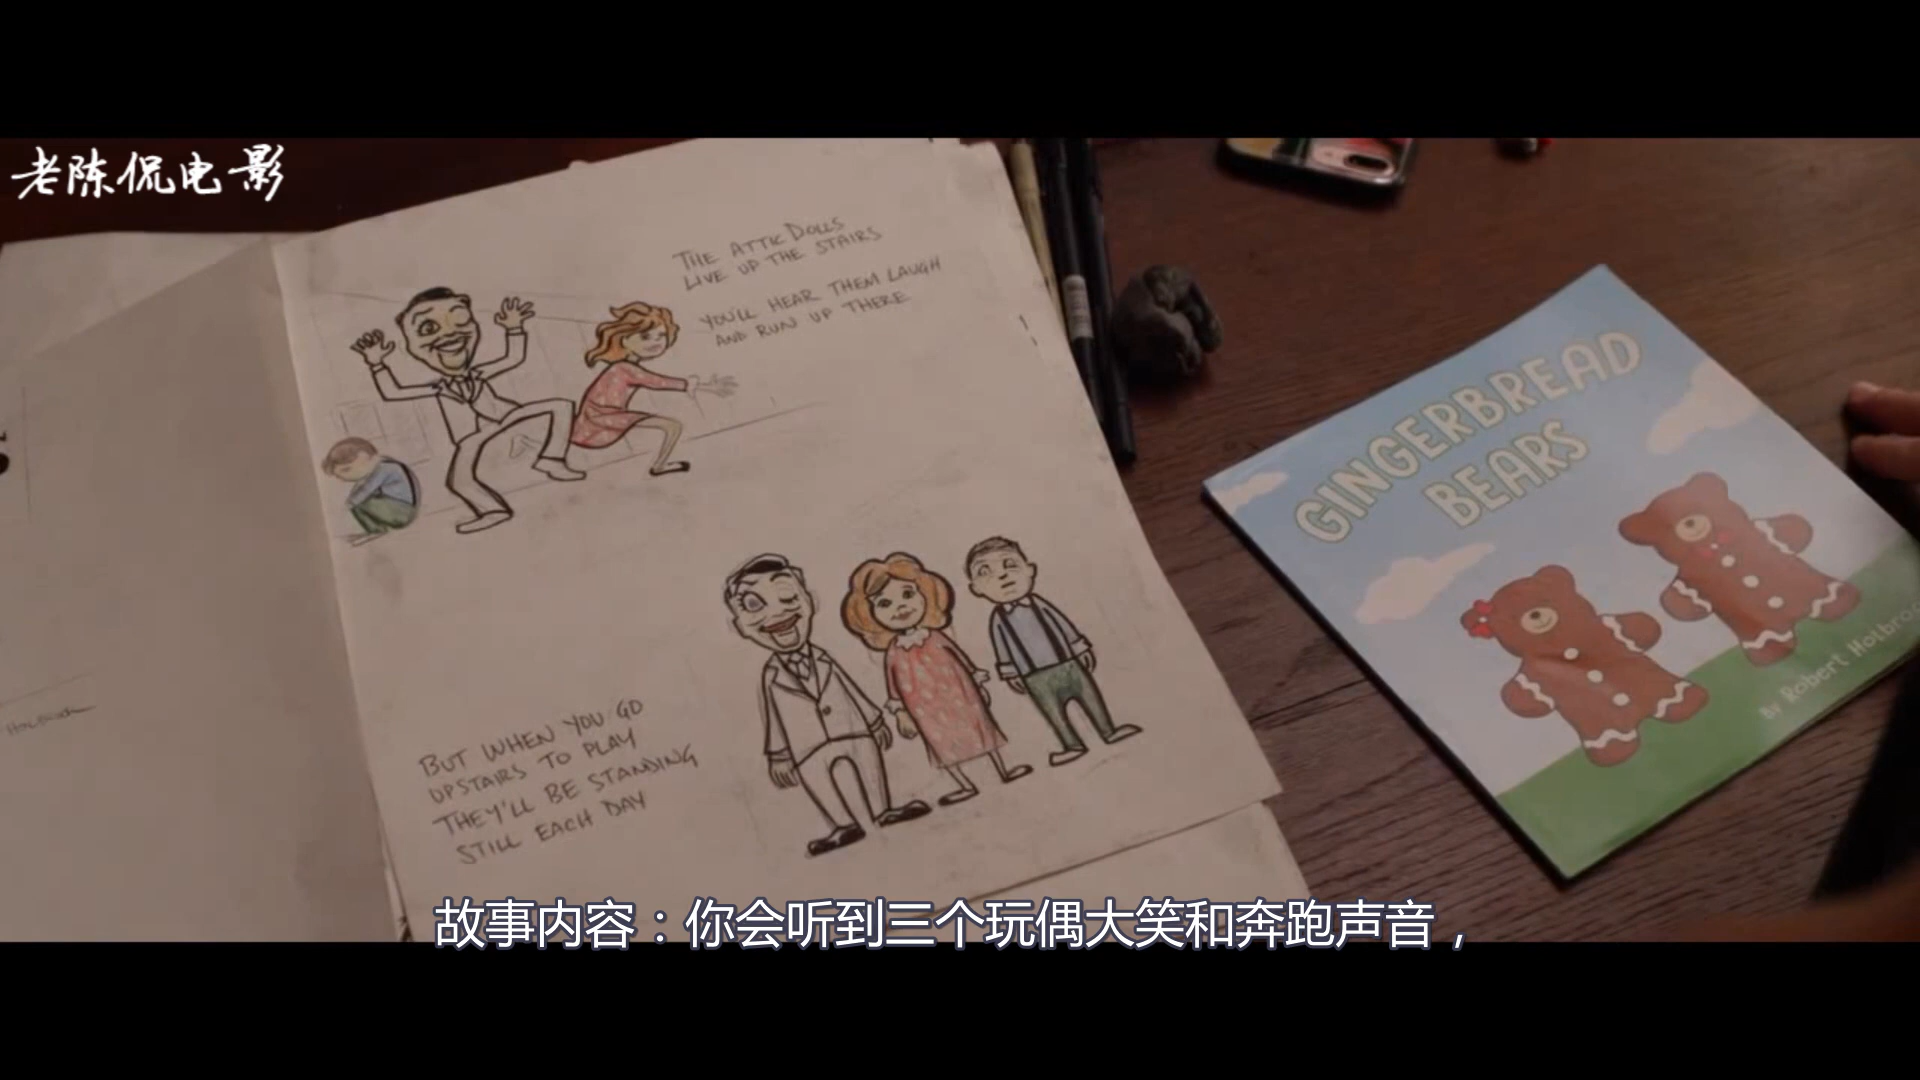 老陈侃电影
THE ATTIC DOLLS
LIVE UP THE STAIRS
YOU'LL HEAR THEM LAUGH
AND RUN UP THERE
GINGERBREAD
BEARS
By Robert
BUT WHEN YOU GO
UPSTAIRS TO PLAY
THEY'LL BE STANDING
STILL EACH DAY
故事内容：你会听到三个玩偶大笑和奔跑声音，